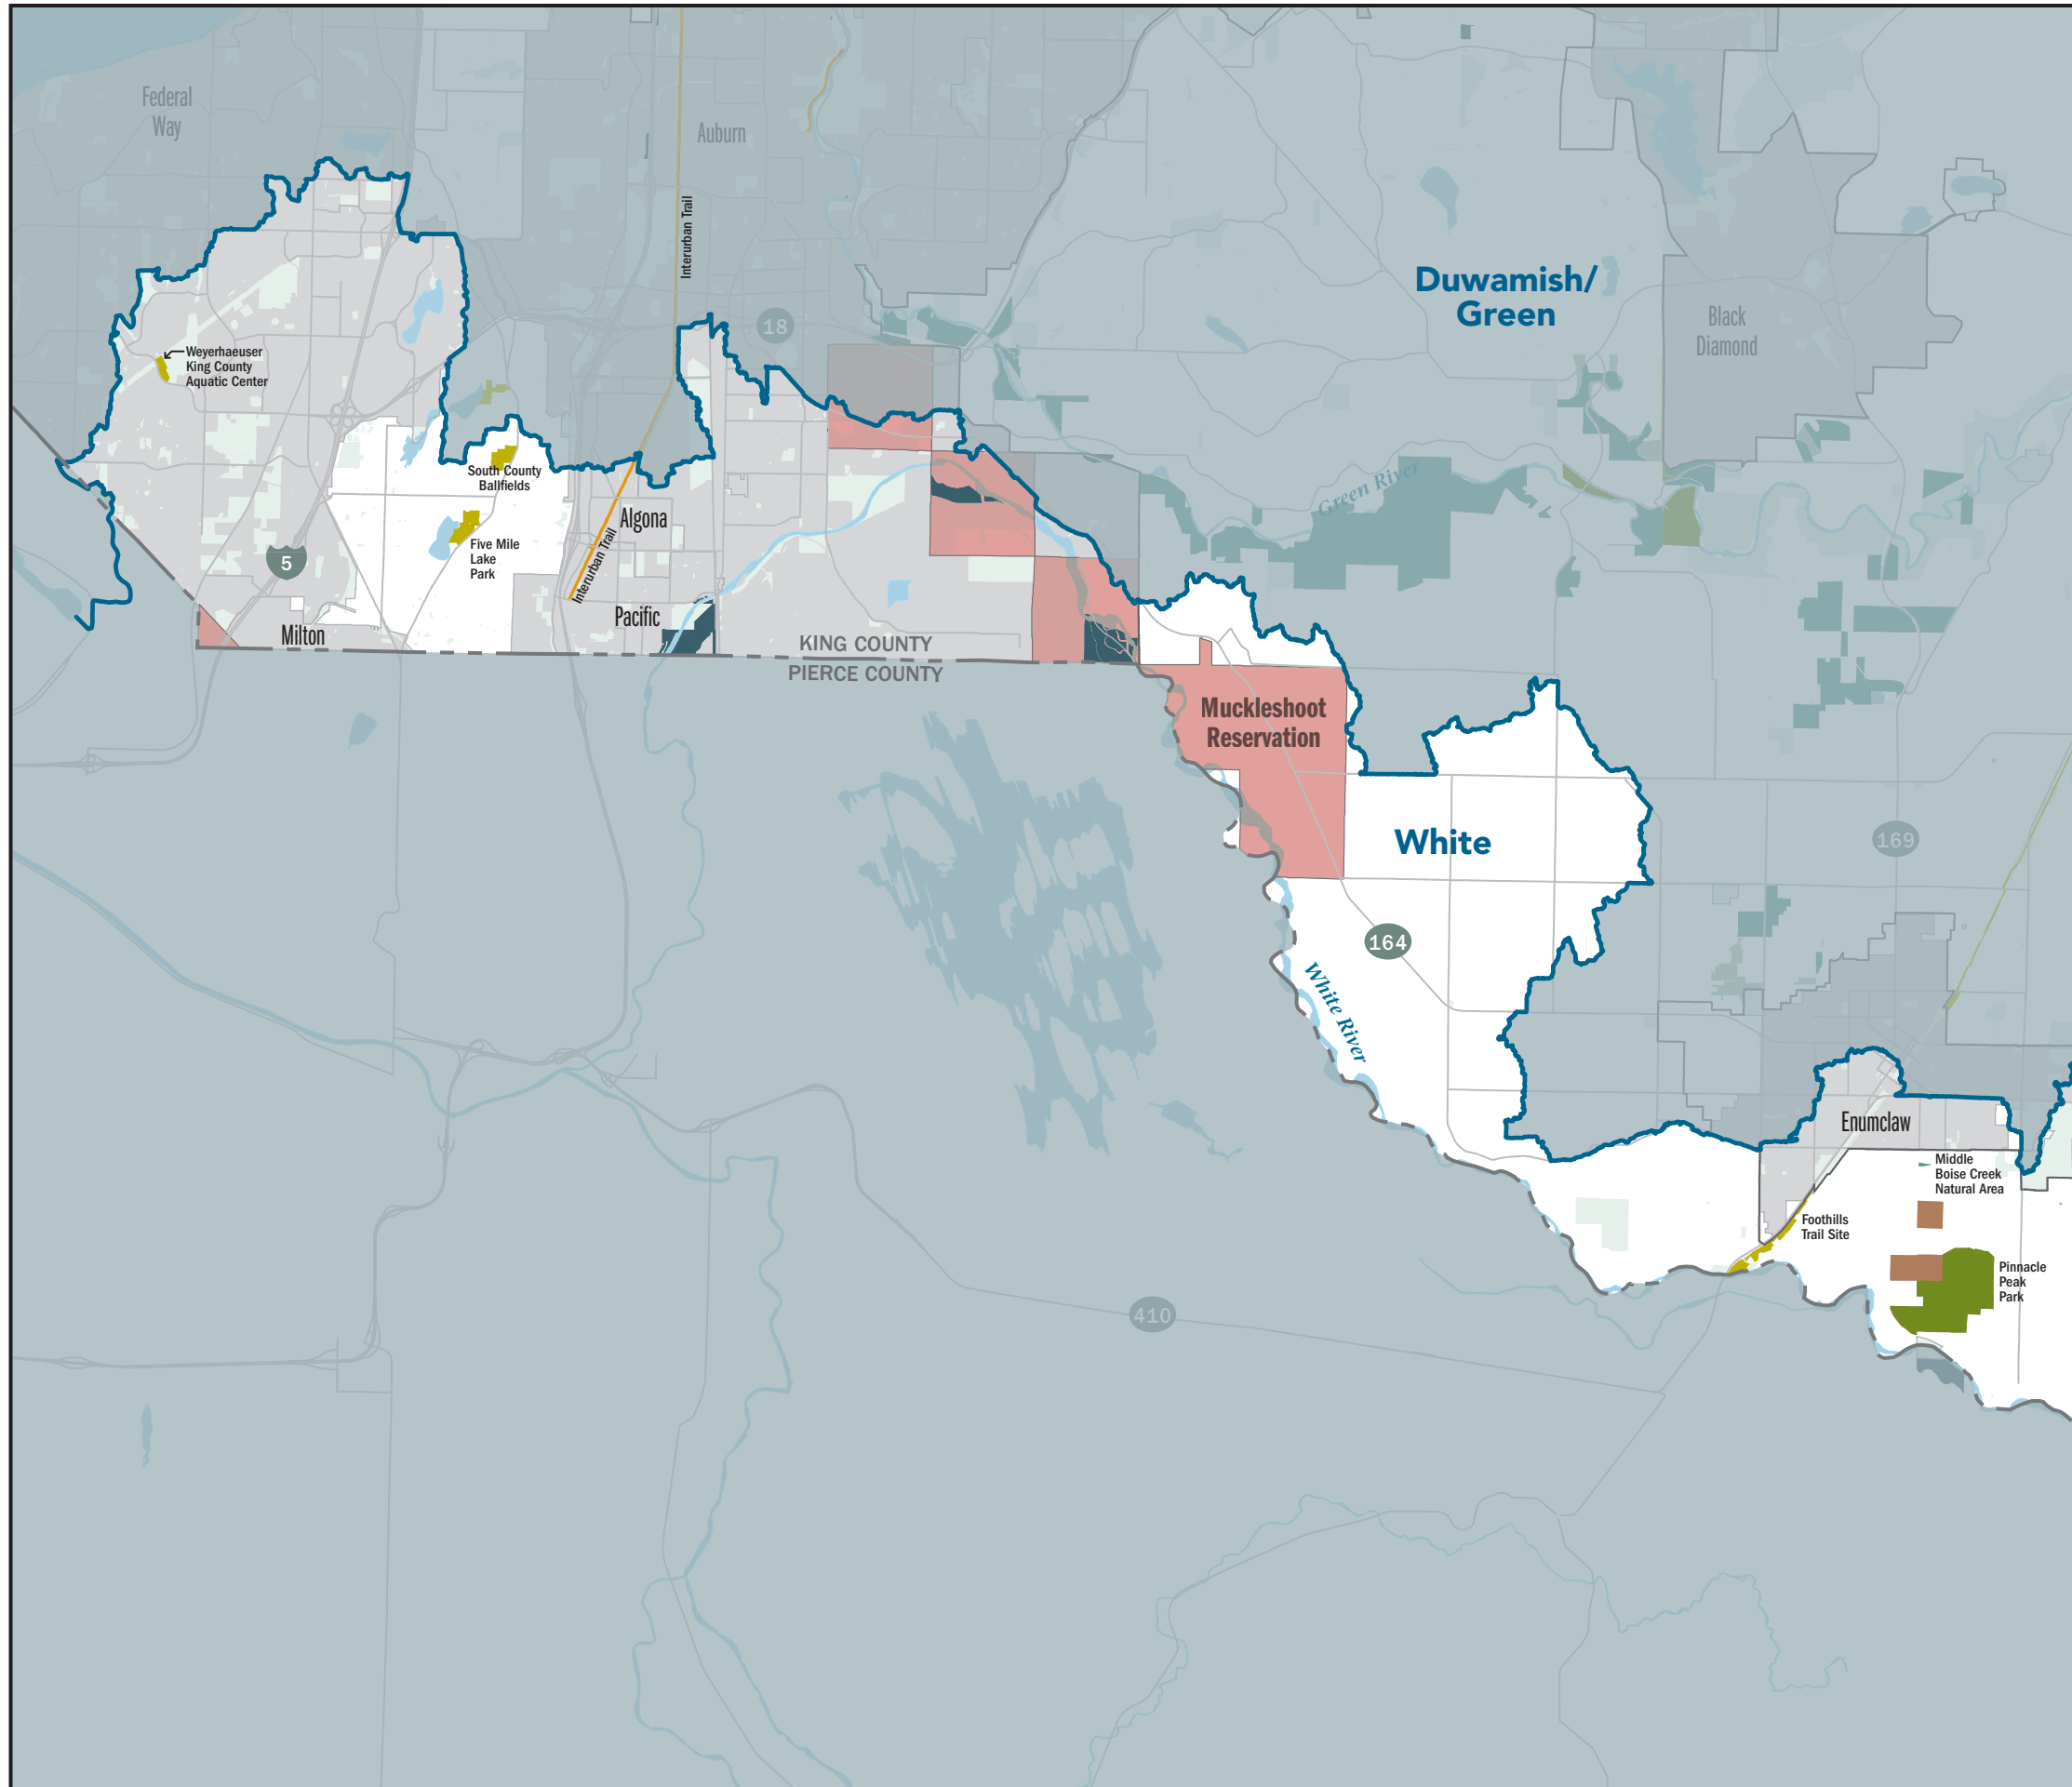 Federal
Way
Auburn
Interurban Trail
18
Duwamish/
Green
Black
Diamond
Weyerhaeuser
King County
Aquatic Center
South County
Ballfields
Green River
Algona
Five Mile
Lake
Park
5
Interurban Trail
Pacific
Milton
KING COUNTY
PIERCE COUNTY
Muckleshoot
Reservation
White
169
164
White River
Enumclaw
Middle
Boise Creek
Natural Area
Foothills
Trail Site
Pinnacle
Peak
Park
410